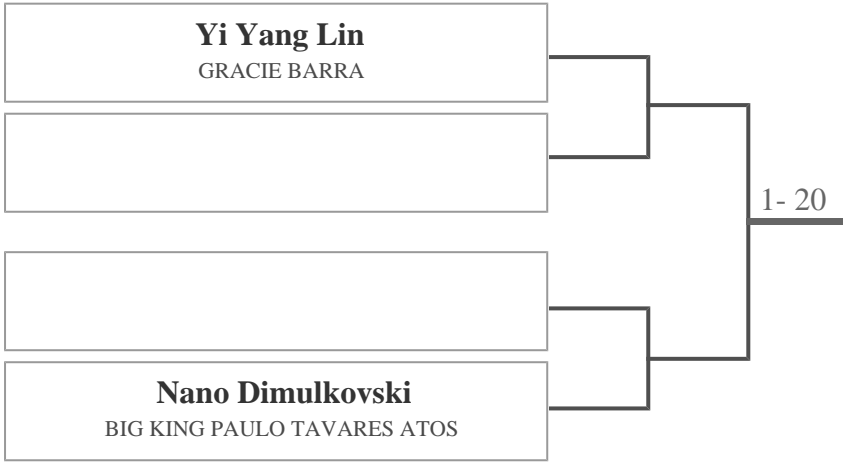 Yi Yang Lin
GRACIE BARRA
1- 20
Nano Dimulkovski
BIG KING PAULO TAVARES ATOS